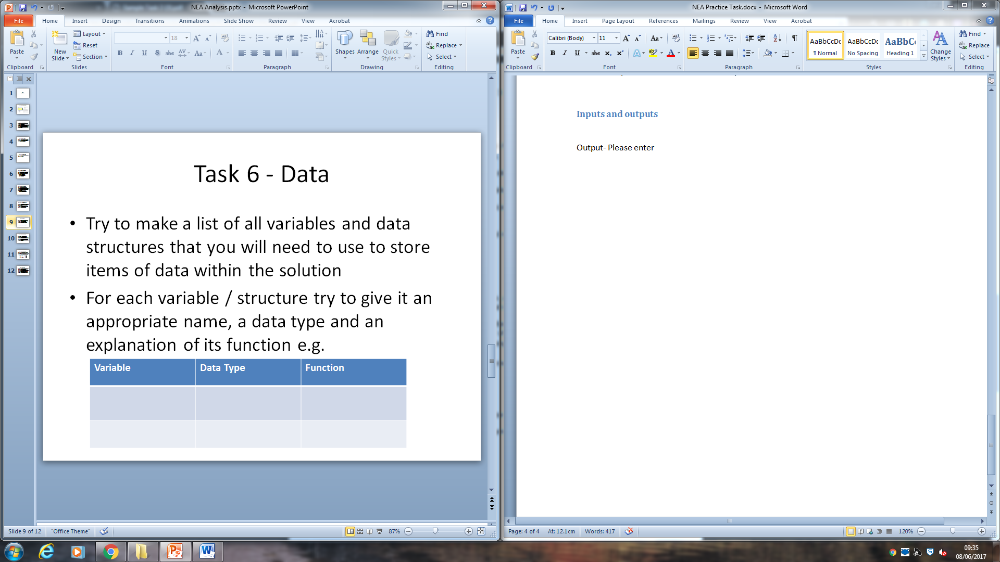 NEA Analysis.pptx - Microsoft PowerPoint
File Home Insert Design Transitions Animations Slide Show Review View Acrobat
Paste
Clipboard
New Slide
Layout
Reset
Section
Slides
18
B I U S abc AV Aa A
Font
Paragraph
Shapes Arrange Quick Styles
Drawing
Find
Replace
Select
Editing
1
2
3
4
5
6
7
8
9
10
11
12
Task 6 - Data
• Try to make a list of all variables and data
structures that you will need to use to store
items of data within the solution
• For each variable / structure try to give it an
appropriate name, a data type and an
explanation of its function e.g.
Variable Data Type Function
Slide 9 of 12 "Office Theme" 87%
NEA Practice Task.docx - Microsoft Word
File Home Insert Page Layout References Mailings Review View Acrobat
Paste
Clipboard
Calibri (Body) 11
B I U abc x₂ x² A ab A
Font
Paragraph
AaBbCcDc AaBbCcDc AaBbC
¶ Normal No Spacing Heading 1
Change Styles
Styles
Find
Replace
Select
Editing
Inputs and outputs
Output- Please enter
Page: 4 of 4 At: 12.1cm Words: 417 120%
09:35
08/06/2017